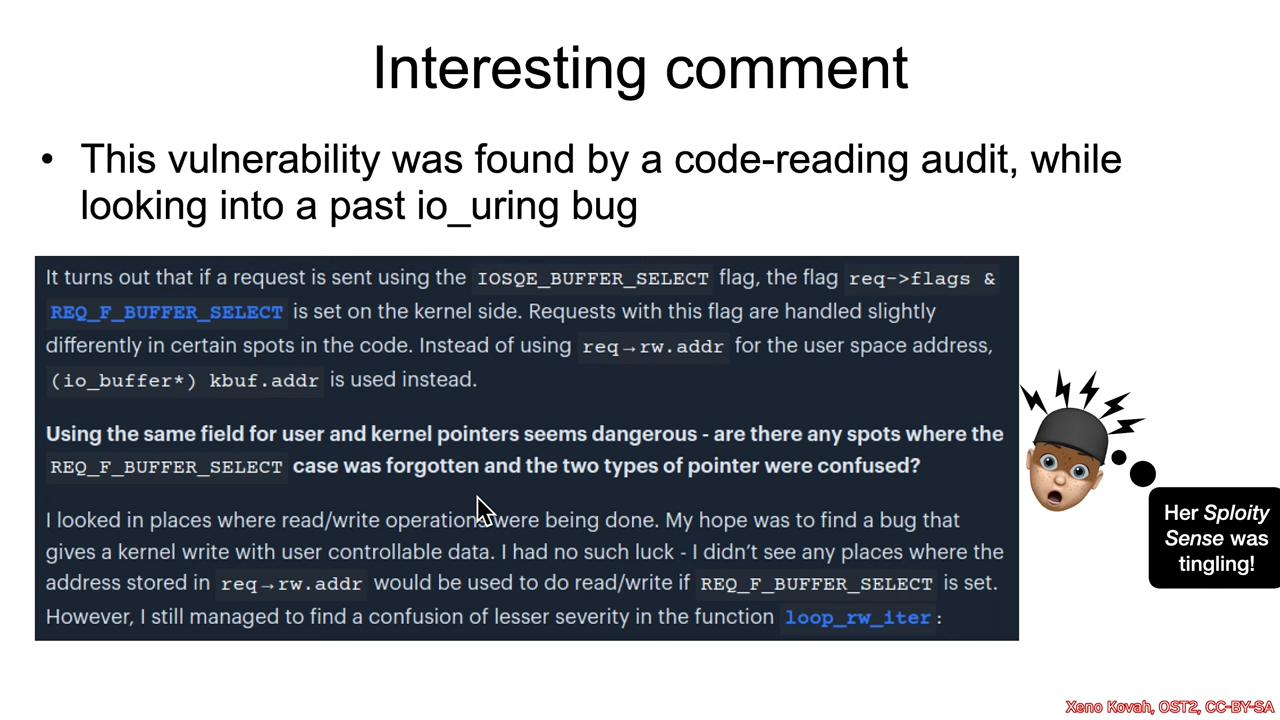 Interesting comment
• This vulnerability was found by a code-reading audit, while
looking into a past io_uring bug
It turns out that if a request is sent using the IOSQE_BUFFER_SELECT flag, the flag req->flags &
REQ_F_BUFFER_SELECT is set on the kernel side. Requests with this flag are handled slightly
differently in certain spots in the code. Instead of using req→rw.addr for the user space address,
(io_buffer*) kbuf.addr is used instead.
Using the same field for user and kernel pointers seems dangerous - are there any spots where the
REQ_F_BUFFER_SELECT case was forgotten and the two types of pointer were confused?
I looked in places where read/write operations were being done. My hope was to find a bug that
gives a kernel write with user controllable data. I had no such luck - I didn’t see any places where the
address stored in req→rw.addr would be used to do read/write if REQ_F_BUFFER_SELECT is set.
However, I still managed to find a confusion of lesser severity in the function loop_rw_iter:
Her Sploity
Sense was
tingling!
Xeno Kovah, OST2, CC-BY-SA